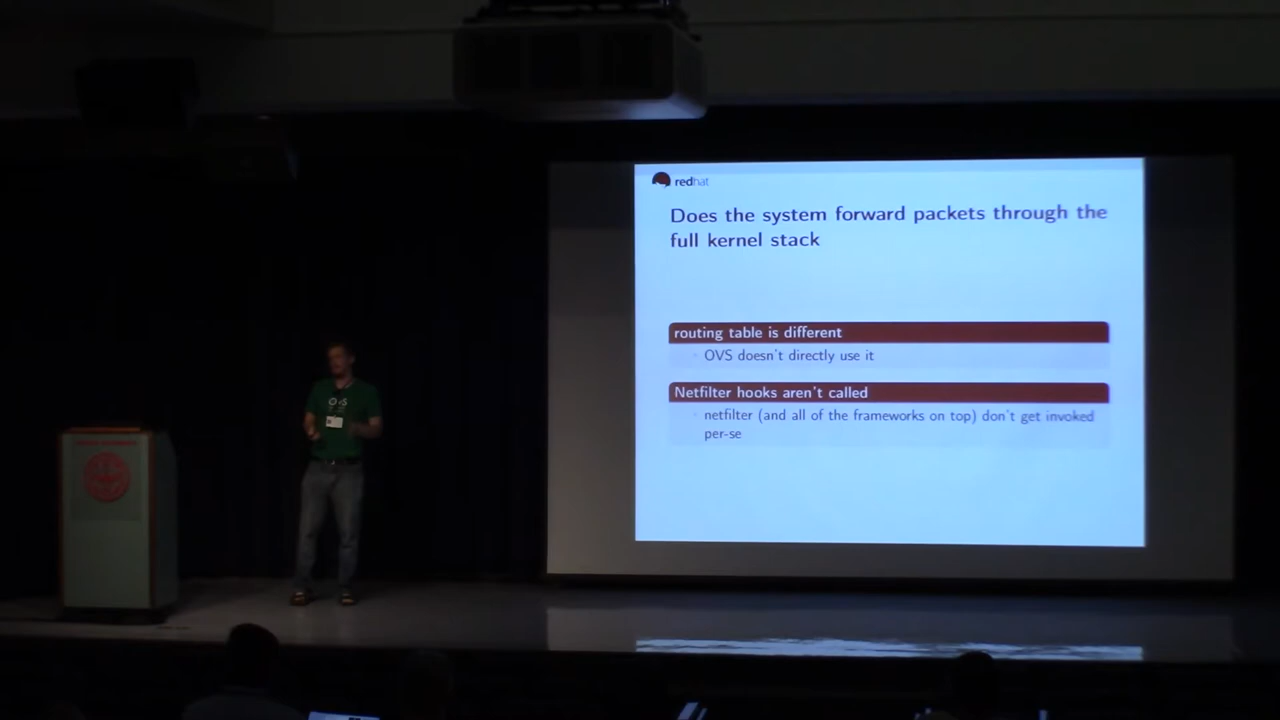 redhat
Does the system forward packets through the
full kernel stack
routing table is different
OVS doesn't directly use it
Netfilter hooks aren't called
netfilter (and all of the frameworks on top) don't get invoked
per-se
OVS